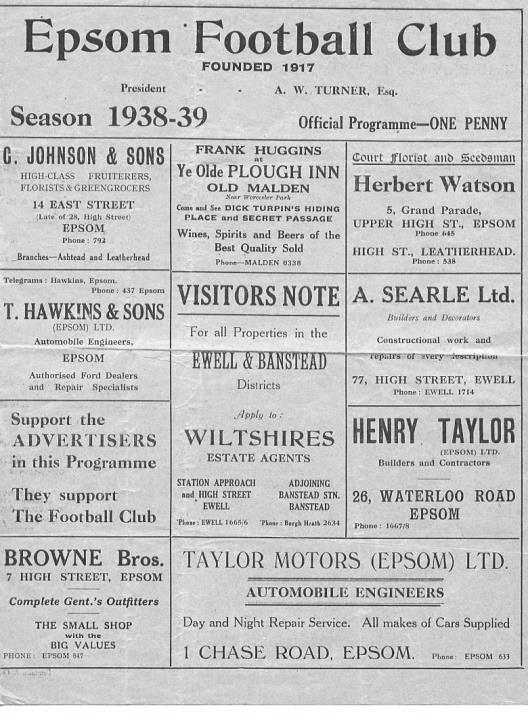 Epsom Football Club
FOUNDED 1917
President - - A. W. TURNER, Esq.
Season 1938-39
Official Programme—ONE PENNY
C. JOHNSON & SONS
HIGH-CLASS FRUITERERS,
FLORISTS & GREENGROCERS
14 EAST STREET
(Late of 28, High Street)
EPSOM
Phone : 792
Branches—Ashtead and Leatherhead
FRANK HUGGINS
at
Ye Olde PLOUGH INN
OLD MALDEN
Near Worcester Park
Come and See DICK TURPIN'S HIDING
PLACE and SECRET PASSAGE
Wines, Spirits and Beers of the
Best Quality Sold
Phone—MALDEN 0338
Court Florist and Seedsman
Herbert Watson
5, Grand Parade,
UPPER HIGH ST., EPSOM
Phone 645
HIGH ST., LEATHERHEAD.
Phone : 538
Telegrams : Hawkins, Epsom.
Phone : 437 Epsom
T. HAWKINS & SONS
(EPSOM) LTD.
Automobile Engineers,
EPSOM
Authorised Ford Dealers
and Repair Specialists
VISITORS NOTE
For all Properties in the
EWELL & BANSTEAD
Districts
Apply to :
WILTSHIRES
ESTATE AGENTS
STATION APPROACH
and HIGH STREET
EWELL
'Phone : EWELL 1665/6
ADJOINING
BANSTEAD STN.
BANSTEAD
'Phone : Burgh Heath 2634
A. SEARLE Ltd.
Builders and Decorators
Constructional work and
repairs of every description
77, HIGH STREET, EWELL
Phone : EWELL 1714
Support the
ADVERTISERS
in this Programme
They support
The Football Club
HENRY TAYLOR
(EPSOM) LTD.
Builders and Contractors
26, WATERLOO ROAD
EPSOM
Phone : 1667/8
BROWNE Bros.
7 HIGH STREET, EPSOM
Complete Gent.'s Outfitters
THE SMALL SHOP
with the
BIG VALUES
PHONE : EPSOM 847
TAYLOR MOTORS (EPSOM) LTD.
AUTOMOBILE ENGINEERS
Day and Night Repair Service. All makes of Cars Supplied
1 CHASE ROAD, EPSOM. Phone: EPSOM 633